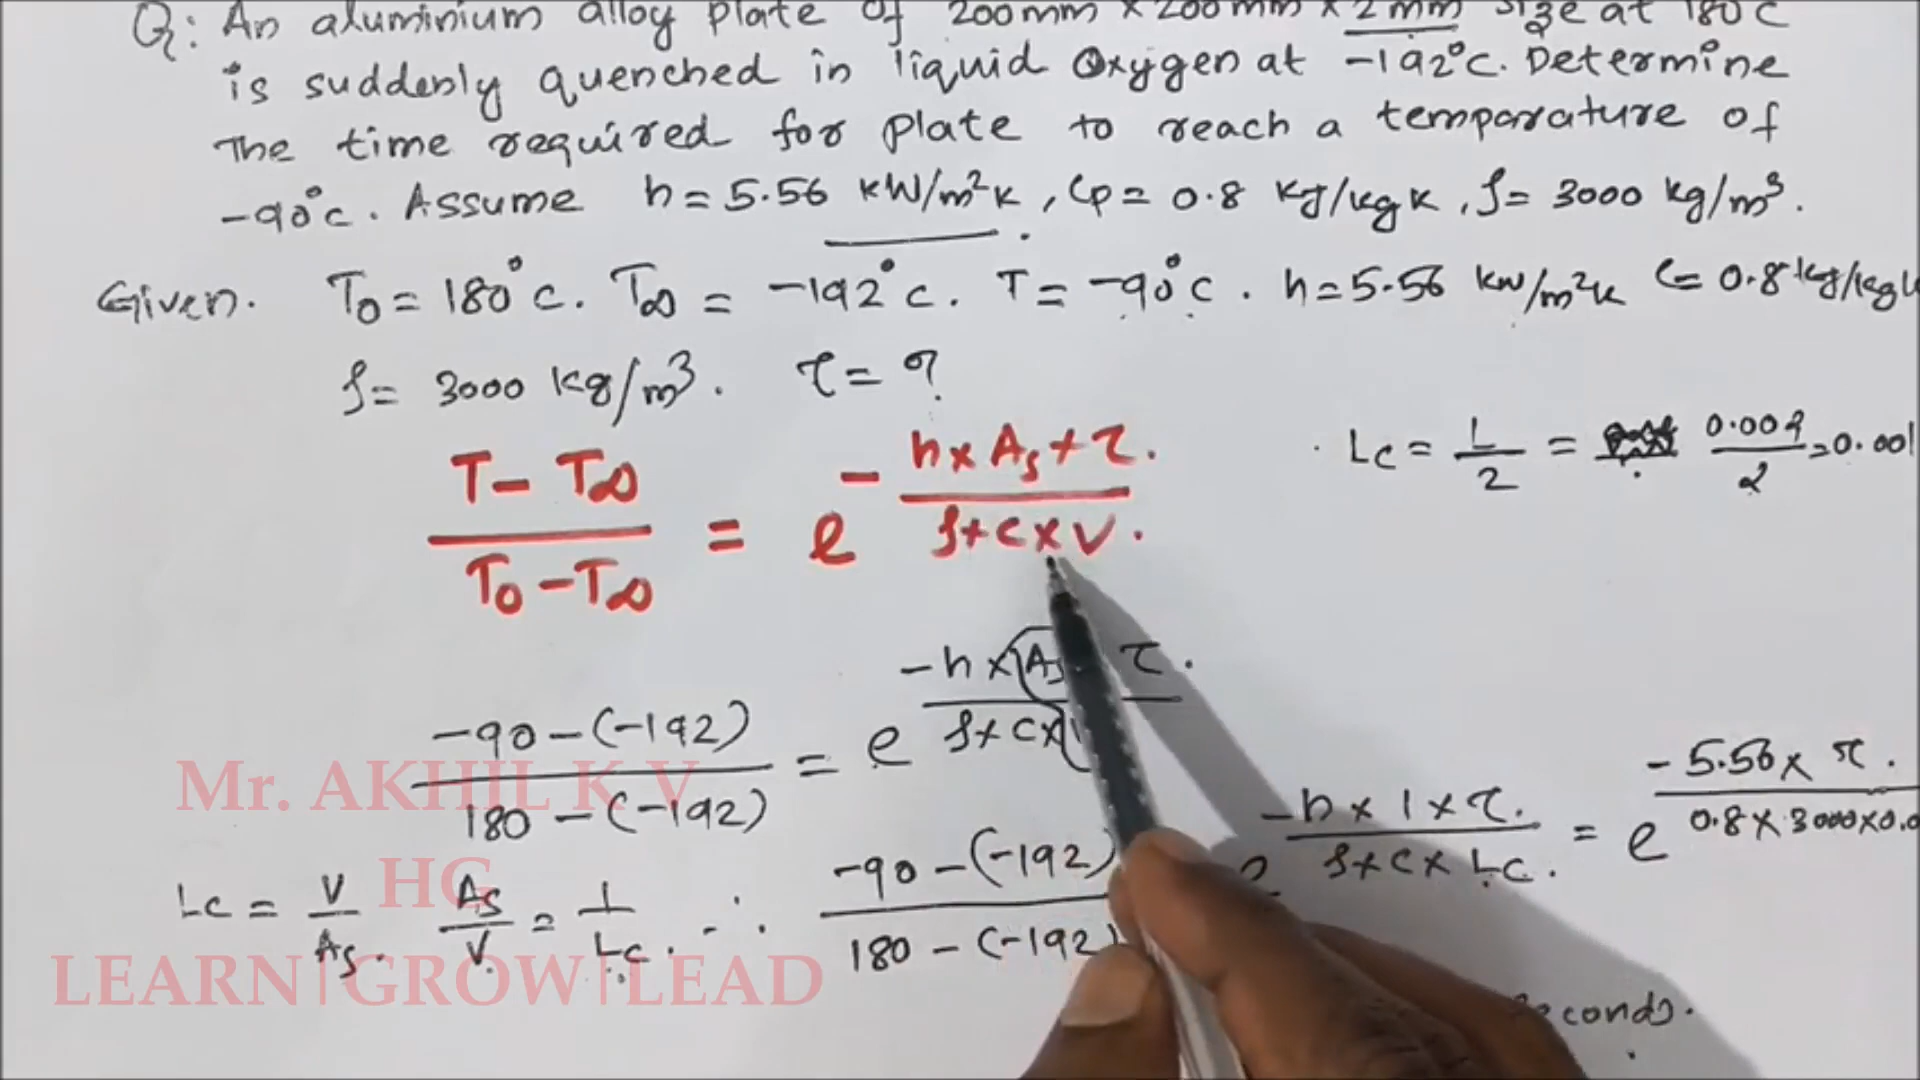 Q: An aluminium alloy plate of 200mm × 200mm × 2mm size at 180°C
is suddenly quenched in liquid Oxygen at -192°C. Determine
The time required for plate to reach a temparature of
-90°C. Assume h = 5.56 kW/m²k, Cp = 0.8 KJ/kgk, ρ = 3000 kg/m³.
Given. T₀ = 180°C. T∞ = -192°C. T = -90°C. h = 5.56 kW/m²k C = 0.8 kJ/kgk
ρ = 3000 kg/m³. τ = ?
(T - T∞)/(T₀ - T∞) = e^-(h × As × τ.)/(ρ × C × V.)
Lc = L/2 = 0.002/2 = 0.001
(-90 - (-192))/(180 - (-192)) = e^(-h × As τ.)/(ρ × C ×
Lc = V/As. As/V = 1/Lc. ∴ (-90 - (-192))/(180 - (-192) e^(-h × 1 × τ.)/(ρ × C × Lc.) = e^(-5.56 × τ.)/(0.8 × 3000 × 0.0
seconds.
Mr. AKHIL K V
HG
LEARN|GROW|LEAD